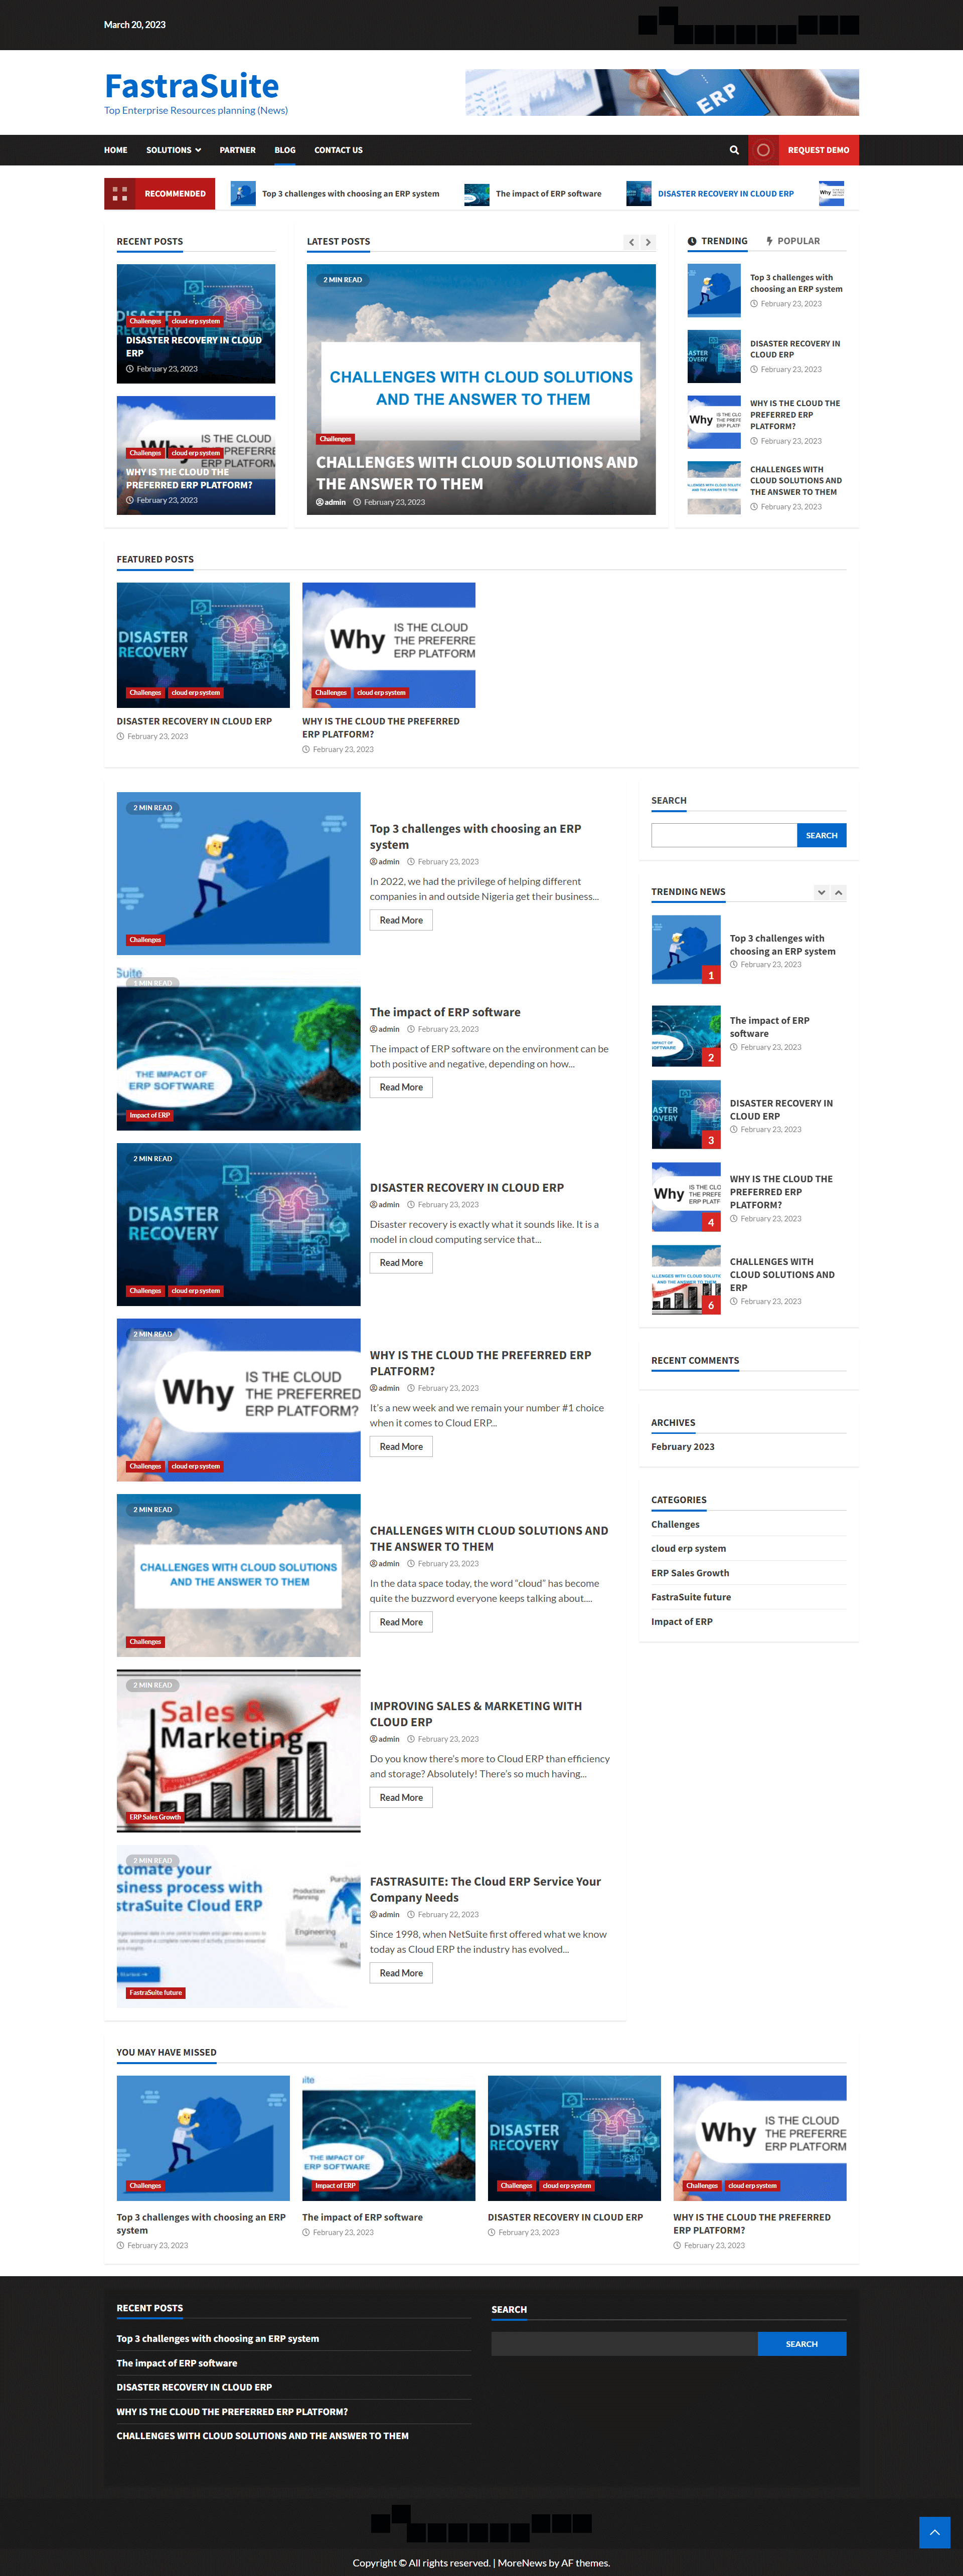 March 20, 2023
FastraSuite
Top Enterprise Resources planning (News)
ERP
HOME
SOLUTIONS
PARTNER
BLOG
CONTACT US
REQUEST DEMO
RECOMMENDED
Top 3 challenges with choosing an ERP system
The impact of ERP software
DISASTER RECOVERY IN CLOUD ERP
Why
RECENT POSTS
Challenges
cloud erp system
DISASTER RECOVERY IN CLOUD
ERP
February 23, 2023
Why
IS THE CLOUD
THE PREFERRE
Challenges
cloud erp system
WHY IS THE CLOUD THE
PREFERRED ERP PLATFORM?
February 23, 2023
LATEST POSTS
2 MIN READ
CHALLENGES WITH CLOUD SOLUTIONS
AND THE ANSWER TO THEM
Challenges
CHALLENGES WITH CLOUD SOLUTIONS AND
THE ANSWER TO THEM
admin
February 23, 2023
TRENDING
POPULAR
Top 3 challenges with
choosing an ERP system
February 23, 2023
DISASTER RECOVERY IN
CLOUD ERP
February 23, 2023
Why
WHY IS THE CLOUD THE
PREFERRED ERP
PLATFORM?
February 23, 2023
CHALLENGES WITH
CLOUD SOLUTIONS AND
THE ANSWER TO THEM
February 23, 2023
FEATURED POSTS
DISASTER
RECOVERY
Challenges
cloud erp system
DISASTER RECOVERY IN CLOUD ERP
February 23, 2023
Why
IS THE CLOUD
THE PREFERRE
ERP PLATFORM
Challenges
cloud erp system
WHY IS THE CLOUD THE PREFERRED
ERP PLATFORM?
February 23, 2023
2 MIN READ
Challenges
Top 3 challenges with choosing an ERP
system
admin
February 23, 2023
In 2022, we had the privilege of helping different
companies in and outside Nigeria get their business...
Read More
Suite
1 MIN READ
THE IMPACT OF
ERP SOFTWARE
Impact of ERP
The impact of ERP software
admin
February 23, 2023
The impact of ERP software on the environment can be
both positive and negative, depending on how...
Read More
2 MIN READ
DISASTER
RECOVERY
Challenges
cloud erp system
DISASTER RECOVERY IN CLOUD ERP
admin
February 23, 2023
Disaster recovery is exactly what it sounds like. It is a
model in cloud computing service that...
Read More
2 MIN READ
Why
IS THE CLOUD
THE PREFERRED
ERP PLATFORM?
Challenges
cloud erp system
WHY IS THE CLOUD THE PREFERRED ERP
PLATFORM?
admin
February 23, 2023
It’s a new week and we remain your number #1 choice
when it comes to Cloud ERP...
Read More
2 MIN READ
CHALLENGES WITH CLOUD SOLUTIONS
AND THE ANSWER TO THEM
Challenges
CHALLENGES WITH CLOUD SOLUTIONS AND
THE ANSWER TO THEM
admin
February 23, 2023
In the data space today, the word “cloud” has become
quite the buzzword everyone keeps talking about....
Read More
2 MIN READ
Sales &
Marketing
ERP Sales Growth
IMPROVING SALES & MARKETING WITH
CLOUD ERP
admin
February 23, 2023
Do you know there’s more to Cloud ERP than efficiency
and storage? Absolutely! There’s so much having...
Read More
2 MIN READ
tomate your
siness process with
straSuite Cloud ERP
Production
Planning
Purchasi
Engineering
FastraSuite future
FASTRASUITE: The Cloud ERP Service Your
Company Needs
admin
February 22, 2023
Since 1998, when NetSuite first offered what we know
today as Cloud ERP the industry has evolved...
Read More
SEARCH
SEARCH
TRENDING NEWS
1
Top 3 challenges with
choosing an ERP system
February 23, 2023
2
The impact of ERP
software
February 23, 2023
3
DISASTER RECOVERY IN
CLOUD ERP
February 23, 2023
4
WHY IS THE CLOUD THE
PREFERRED ERP
PLATFORM?
February 23, 2023
6
CHALLENGES WITH
CLOUD SOLUTIONS AND
ERP
February 23, 2023
RECENT COMMENTS
ARCHIVES
February 2023
CATEGORIES
Challenges
cloud erp system
ERP Sales Growth
FastraSuite future
Impact of ERP
YOU MAY HAVE MISSED
Challenges
Top 3 challenges with choosing an ERP
system
February 23, 2023
THE IMPACT OF
ERP SOFTWARE
Impact of ERP
The impact of ERP software
February 23, 2023
DISASTER
RECOVERY
Challenges
cloud erp system
DISASTER RECOVERY IN CLOUD ERP
February 23, 2023
Why
IS THE CLOUD
THE PREFERRE
ERP PLATFORM
Challenges
cloud erp system
WHY IS THE CLOUD THE PREFERRED
ERP PLATFORM?
February 23, 2023
RECENT POSTS
Top 3 challenges with choosing an ERP system
The impact of ERP software
DISASTER RECOVERY IN CLOUD ERP
WHY IS THE CLOUD THE PREFERRED ERP PLATFORM?
CHALLENGES WITH CLOUD SOLUTIONS AND THE ANSWER TO THEM
SEARCH
SEARCH
Copyright © All rights reserved. | MoreNews by AF themes.